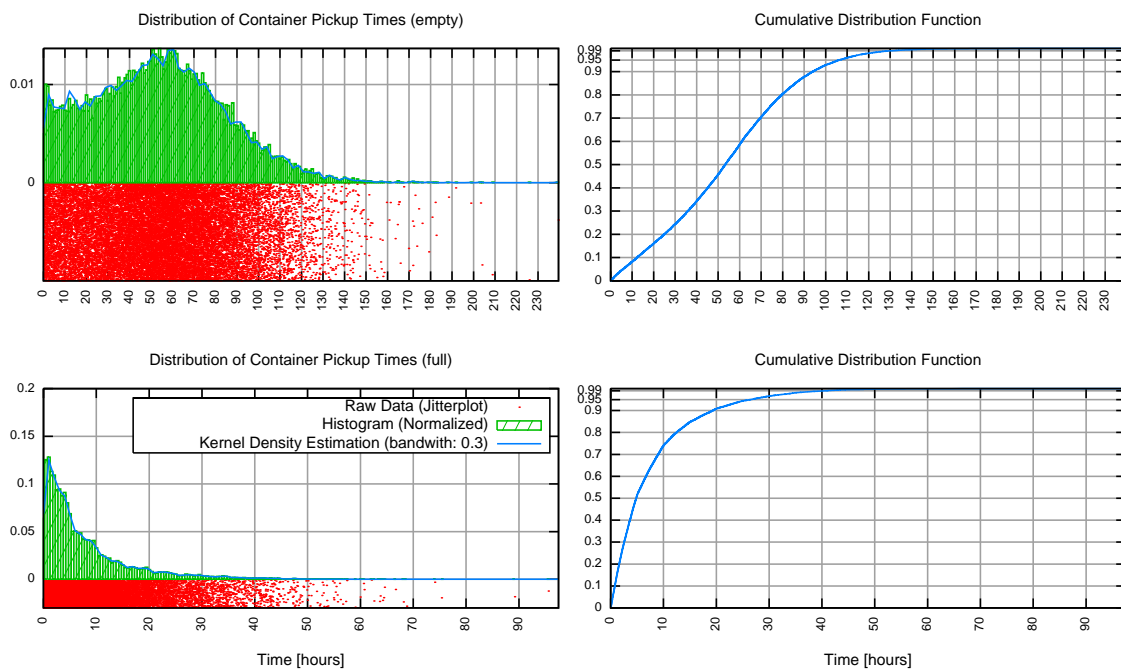 Distribution of Container Pickup Times (empty)
0.01
0
0 10 20 30 40 50 60 70 80 90 100 110 120 130 140 150 160 170 180 190 200 210 220 230
Cumulative Distribution Function
0.99
0.95
0.9
0.8
0.7
0.6
0.5
0.4
0.3
0.2
0.1
0
0 10 20 30 40 50 60 70 80 90 100 110 120 130 140 150 160 170 180 190 200 210 220 230
Distribution of Container Pickup Times (full)
0.2
0.15
0.1
0.05
0
Raw Data (Jitterplot)
Histogram (Normalized)
Kernel Density Estimation (bandwith: 0.3)
0 10 20 30 40 50 60 70 80 90
Time [hours]
Cumulative Distribution Function
0.99
0.95
0.9
0.8
0.7
0.6
0.5
0.4
0.3
0.2
0.1
0
0 10 20 30 40 50 60 70 80 90
Time [hours]